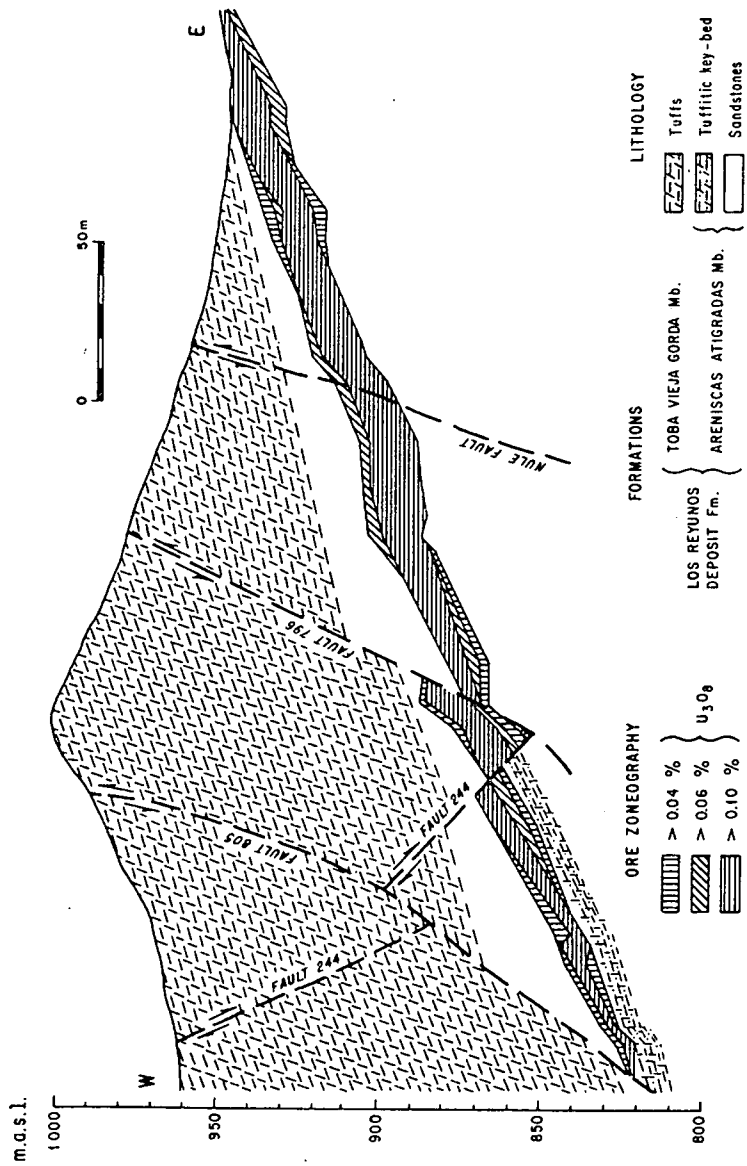 m.a.s.l.
1000
950
900
850
800
W
E
0 50m
FAULT 244
FAULT 805
FAULT 244
FAULT 796
NULE FAULT
ORE ZONEOGRAPHY
> 0.04 %
> 0.06 %
> 0.10 %
U3O8
FORMATIONS
LOS REYUNOS
DEPOSIT Fm.
TOBA VIEJA GORDA Mb.
ARENISCAS ATIGRADAS Mb.
LITHOLOGY
Tuffs
Tuffitic key-bed
Sandstones